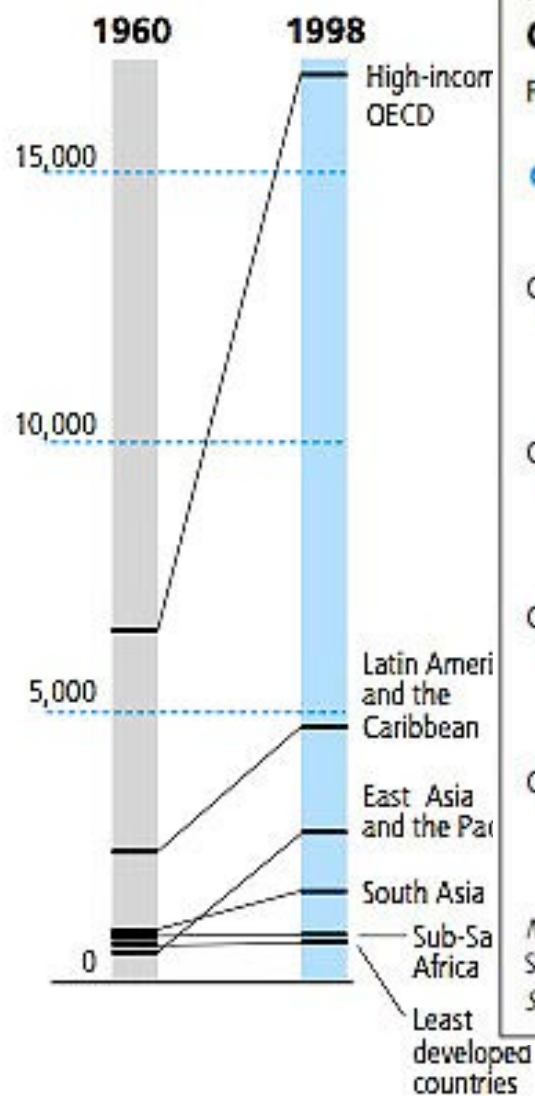 1960 1998
High-incom
OECD
15,000
10,000
5,000
Latin Ameri
and the
Caribbean
East Asia
and the Pac
South Asia
Sub-Sa
Africa
0
Least
developed
countries